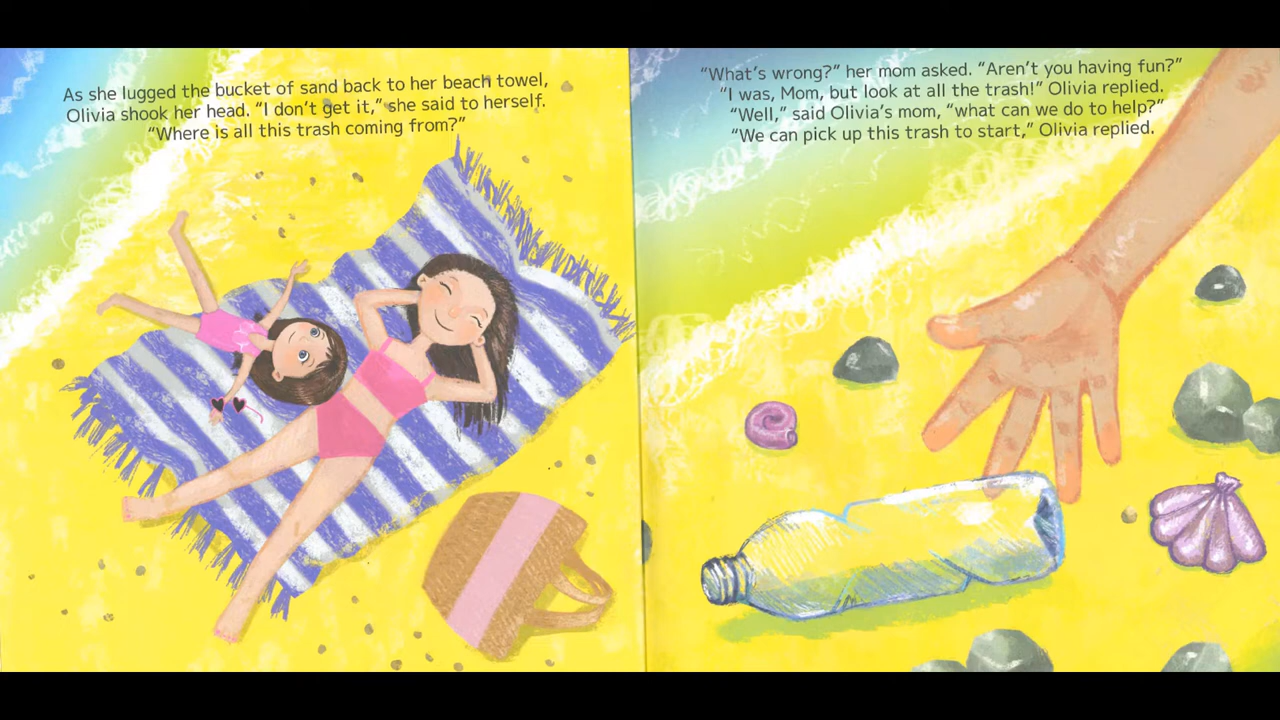 As she lugged the bucket of sand back to her beach towel,
Olivia shook her head. “I don’t get it,” she said to herself.
“Where is all this trash coming from?”
“What’s wrong?” her mom asked. “Aren’t you having fun?”
“I was, Mom, but look at all the trash!” Olivia replied.
“Well,” said Olivia’s mom, “what can we do to help?”
“We can pick up this trash to start,” Olivia replied.